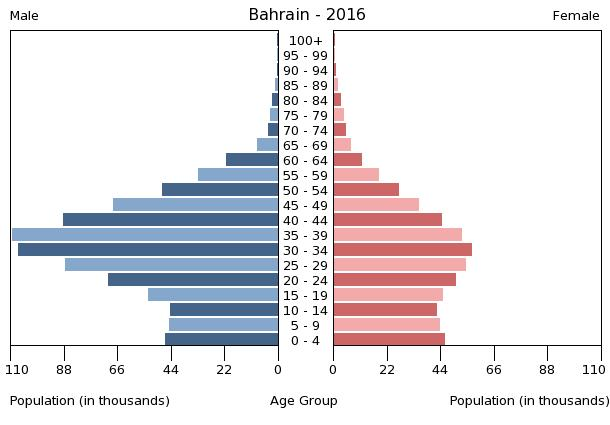 Male Bahrain - 2016 Female
100+
95 - 99
90 - 94
85 - 89
80 - 84
75 - 79
70 - 74
65 - 69
60 - 64
55 - 59
50 - 54
45 - 49
40 - 44
35 - 39
30 - 34
25 - 29
20 - 24
15 - 19
10 - 14
5 - 9
0 - 4
110 88 66 44 22 0 0 22 44 66 88 110
Population (in thousands) Age Group Population (in thousands)